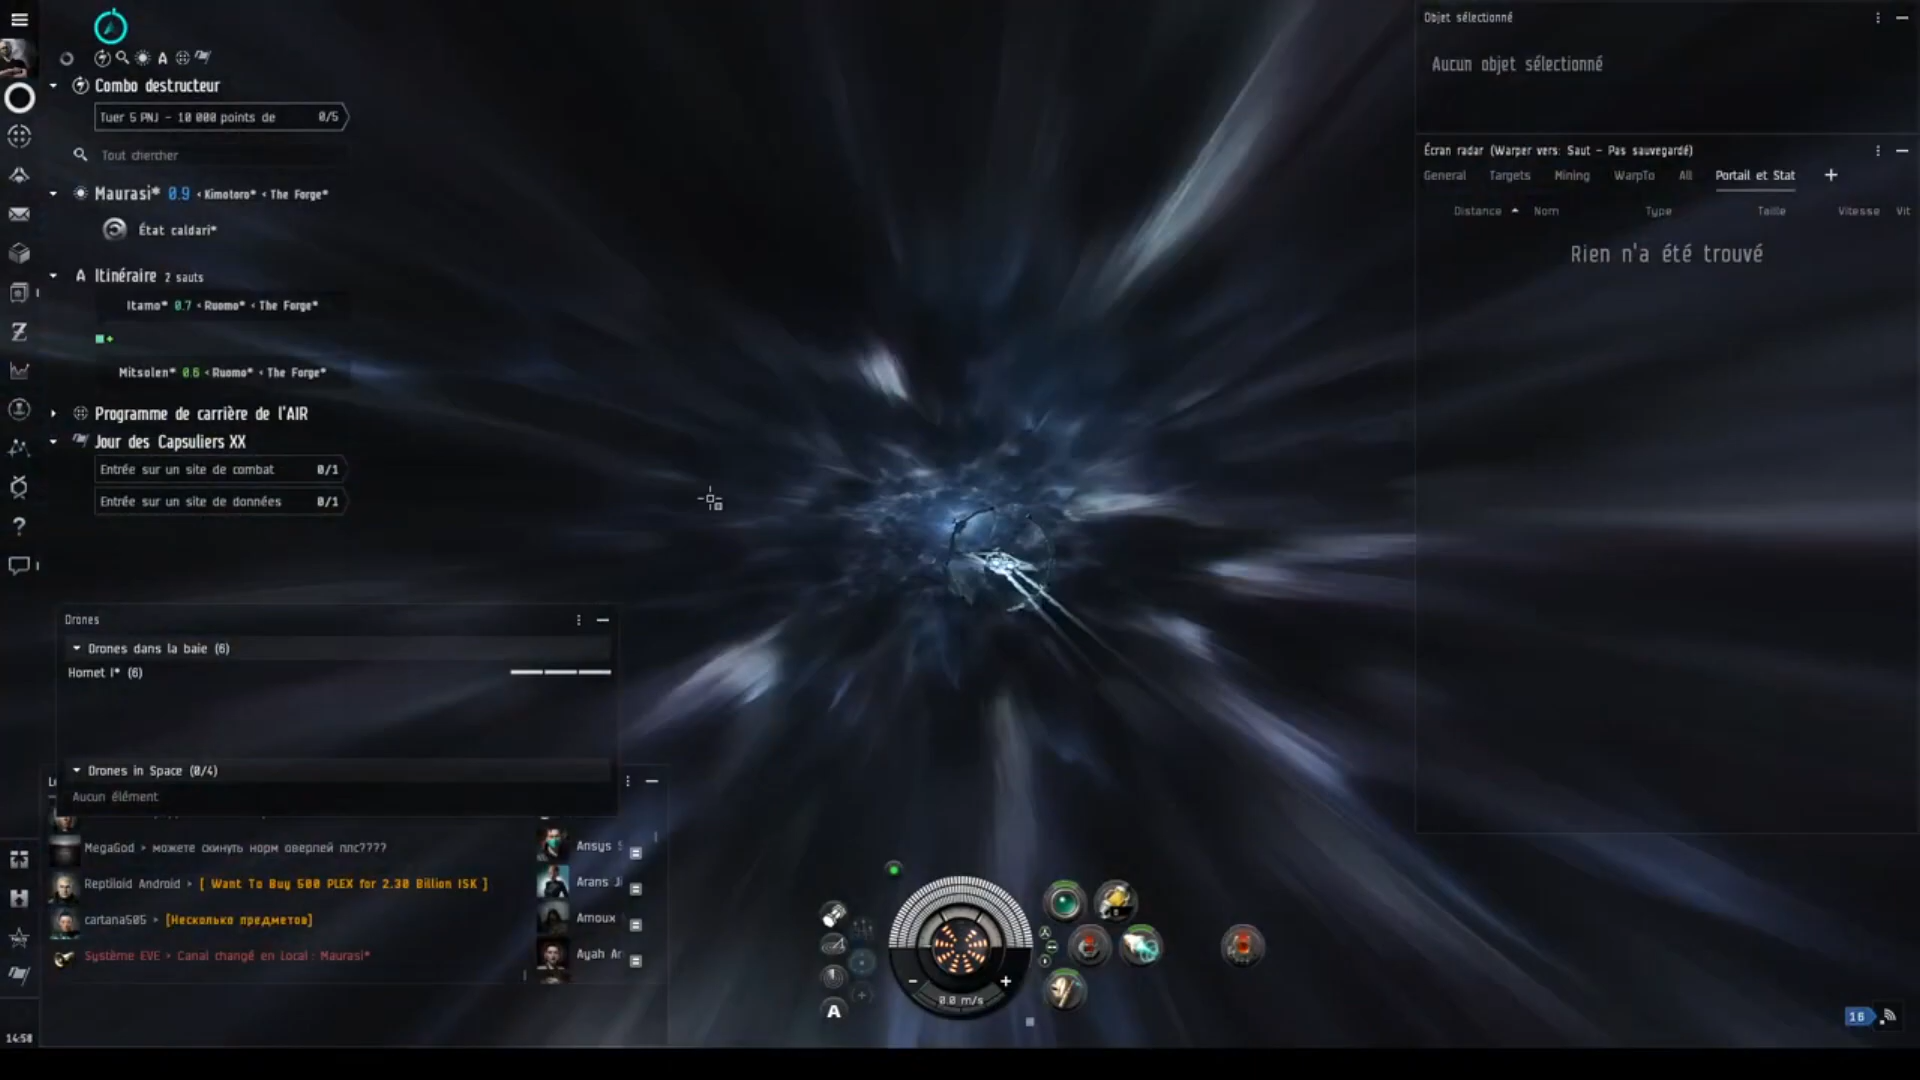 Combo destructeur
Tuer 5 PNJ – 10 000 points de 0/5
Tout chercher
Maurasi* 0.9 < Kimotoro* < The Forge*
État caldari*
Itinéraire 2 sauts
Itamo* 0.7 < Ruomo* < The Forge*
Mitsolen* 0.6 < Ruomo* < The Forge*
Programme de carrière de l'AIR
Jour des Capsuliers XX
Entrée sur un site de combat 0/1
Entrée sur un site de données 0/1
Drones
Drones dans la baie (6)
Hornet I* (6)
Drones in Space (0/4)
Aucun élément
MegaGod > можете скинуть норм оверлей ппс????
Reptiloid Android > [ Want To Buy 500 PLEX for 2.30 Billion ISK ]
cartana505 > [Несколько предметов]
Système EVE > Canal changé en Local : Maurasi*
Ansys S
Arans Ji
Amoux
Ayah Ar
14:58
0.0 m/s
A
Objet sélectionné
Aucun objet sélectionné
Écran radar (Warper vers: Saut – Pas sauvegardé)
General Targets Mining WarpTo All Portail et Stat +
Distance Nom Type Taille Vitesse Vit
Rien n'a été trouvé
16